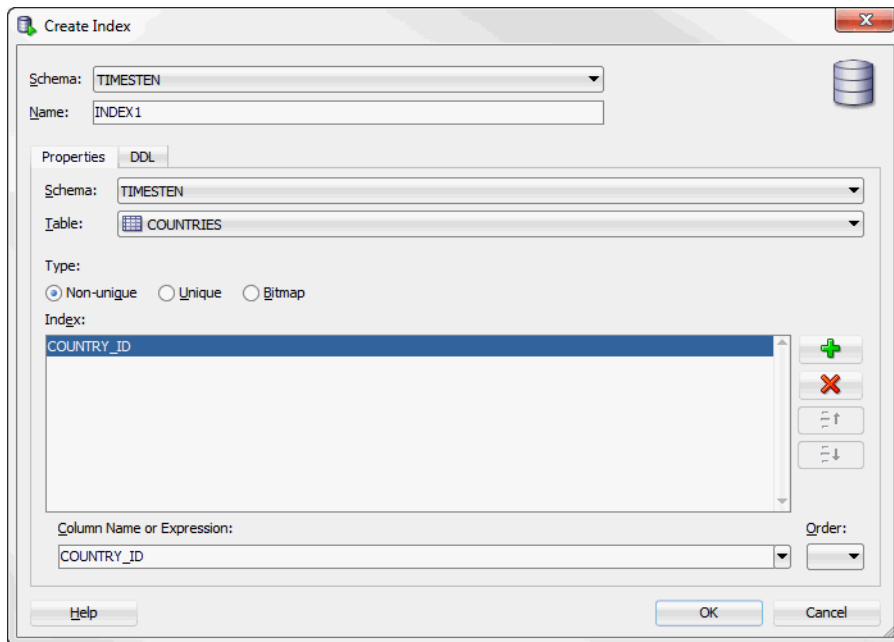 Create Index
Schema: TIMESTEN
Name: INDEX1
Properties DDL
Schema: TIMESTEN
Table: COUNTRIES
Type:
Non-unique Unique Bitmap
Index:
COUNTRY_ID
Column Name or Expression: Order:
COUNTRY_ID
Help OK Cancel